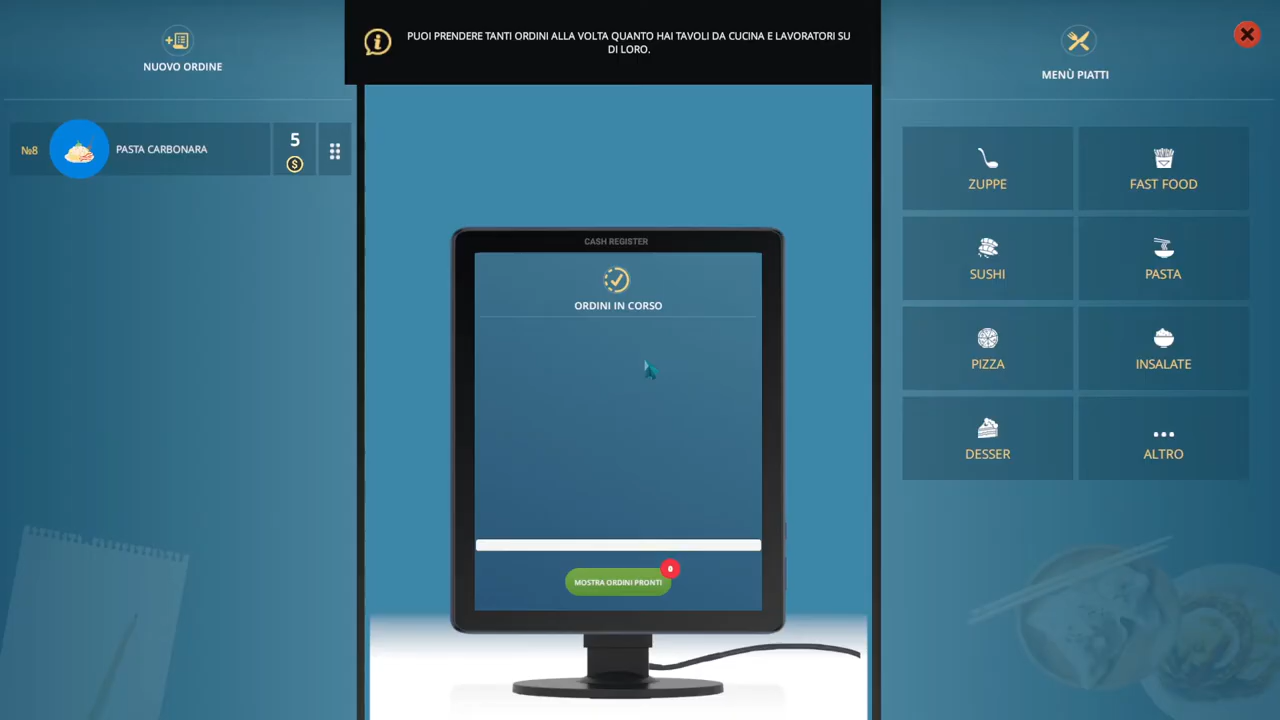 NUOVO ORDINE
№8
PASTA CARBONARA
5
$
PUOI PRENDERE TANTI ORDINI ALLA VOLTA QUANTO HAI TAVOLI DA CUCINA E LAVORATORI SU
DI LORO.
CASH REGISTER
ORDINI IN CORSO
MOSTRA ORDINI PRONTI
0
MENÙ PIATTI
ZUPPE
FAST FOOD
SUSHI
PASTA
PIZZA
INSALATE
DESSER
ALTRO